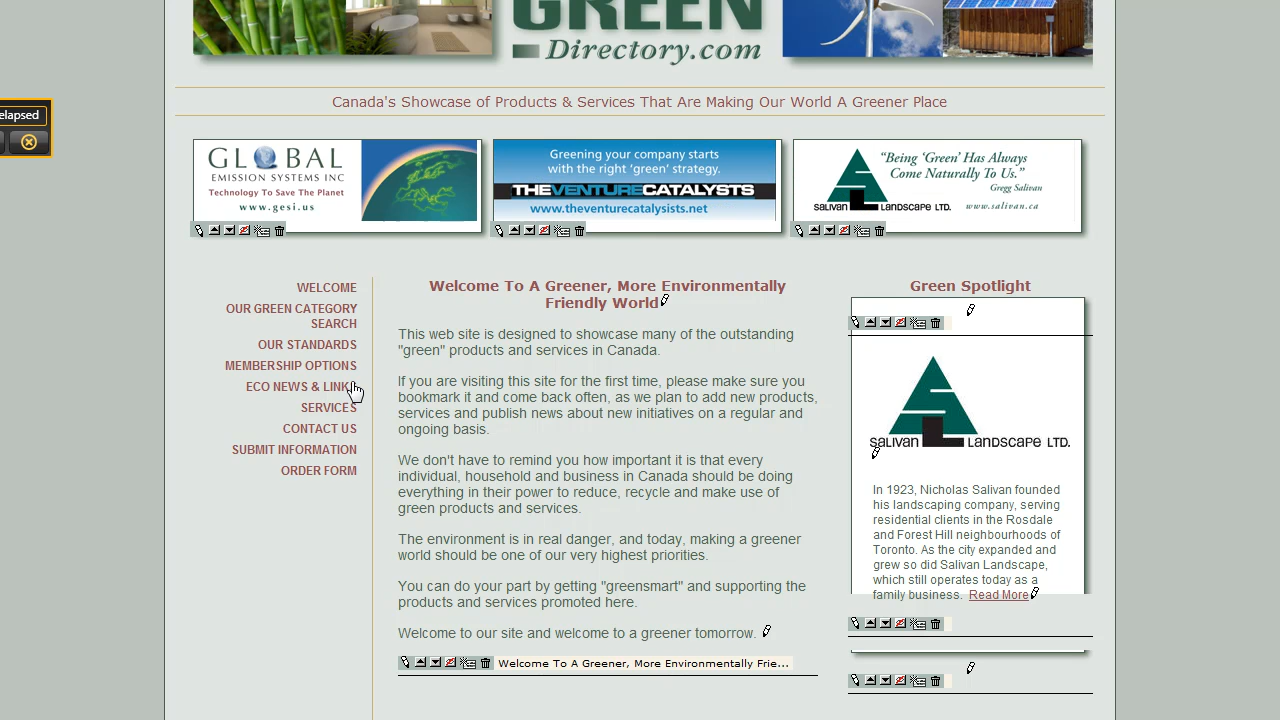 GREEN
Directory.com
elapsed
Canada's Showcase of Products & Services That Are Making Our World A Greener Place
GLOBAL
EMISSION SYSTEMS INC
Technology To Save The Planet
www.gesi.us
Greening your company starts
with the right 'green' strategy.
THEVENTURECATALYSTS
www.theventurecatalysists.net
"Being 'Green' Has Always
Come Naturally To Us."
Gregg Salivan
SALIVAN LANDSCAPE LTD.
www.salivan.ca
WELCOME
OUR GREEN CATEGORY
SEARCH
OUR STANDARDS
MEMBERSHIP OPTIONS
ECO NEWS & LINK
SERVICES
CONTACT US
SUBMIT INFORMATION
ORDER FORM
Welcome To A Greener, More Environmentally
Friendly World
This web site is designed to showcase many of the outstanding
"green" products and services in Canada.
If you are visiting this site for the first time, please make sure you
bookmark it and come back often, as we plan to add new products,
services and publish news about new initiatives on a regular and
ongoing basis.
We don't have to remind you how important it is that every
individual, household and business in Canada should be doing
everything in their power to reduce, recycle and make use of
green products and services.
The environment is in real danger, and today, making a greener
world should be one of our very highest priorities.
You can do your part by getting "greensmart" and supporting the
products and services promoted here.
Welcome to our site and welcome to a greener tomorrow.
Welcome To A Greener, More Environmentally Frie...
Green Spotlight
SALIVAN LANDSCAPE LTD.
In 1923, Nicholas Salivan founded
his landscaping company, serving
residential clients in the Rosdale
and Forest Hill neighbourhoods of
Toronto. As the city expanded and
grew so did Salivan Landscape,
which still operates today as a
family business. Read More